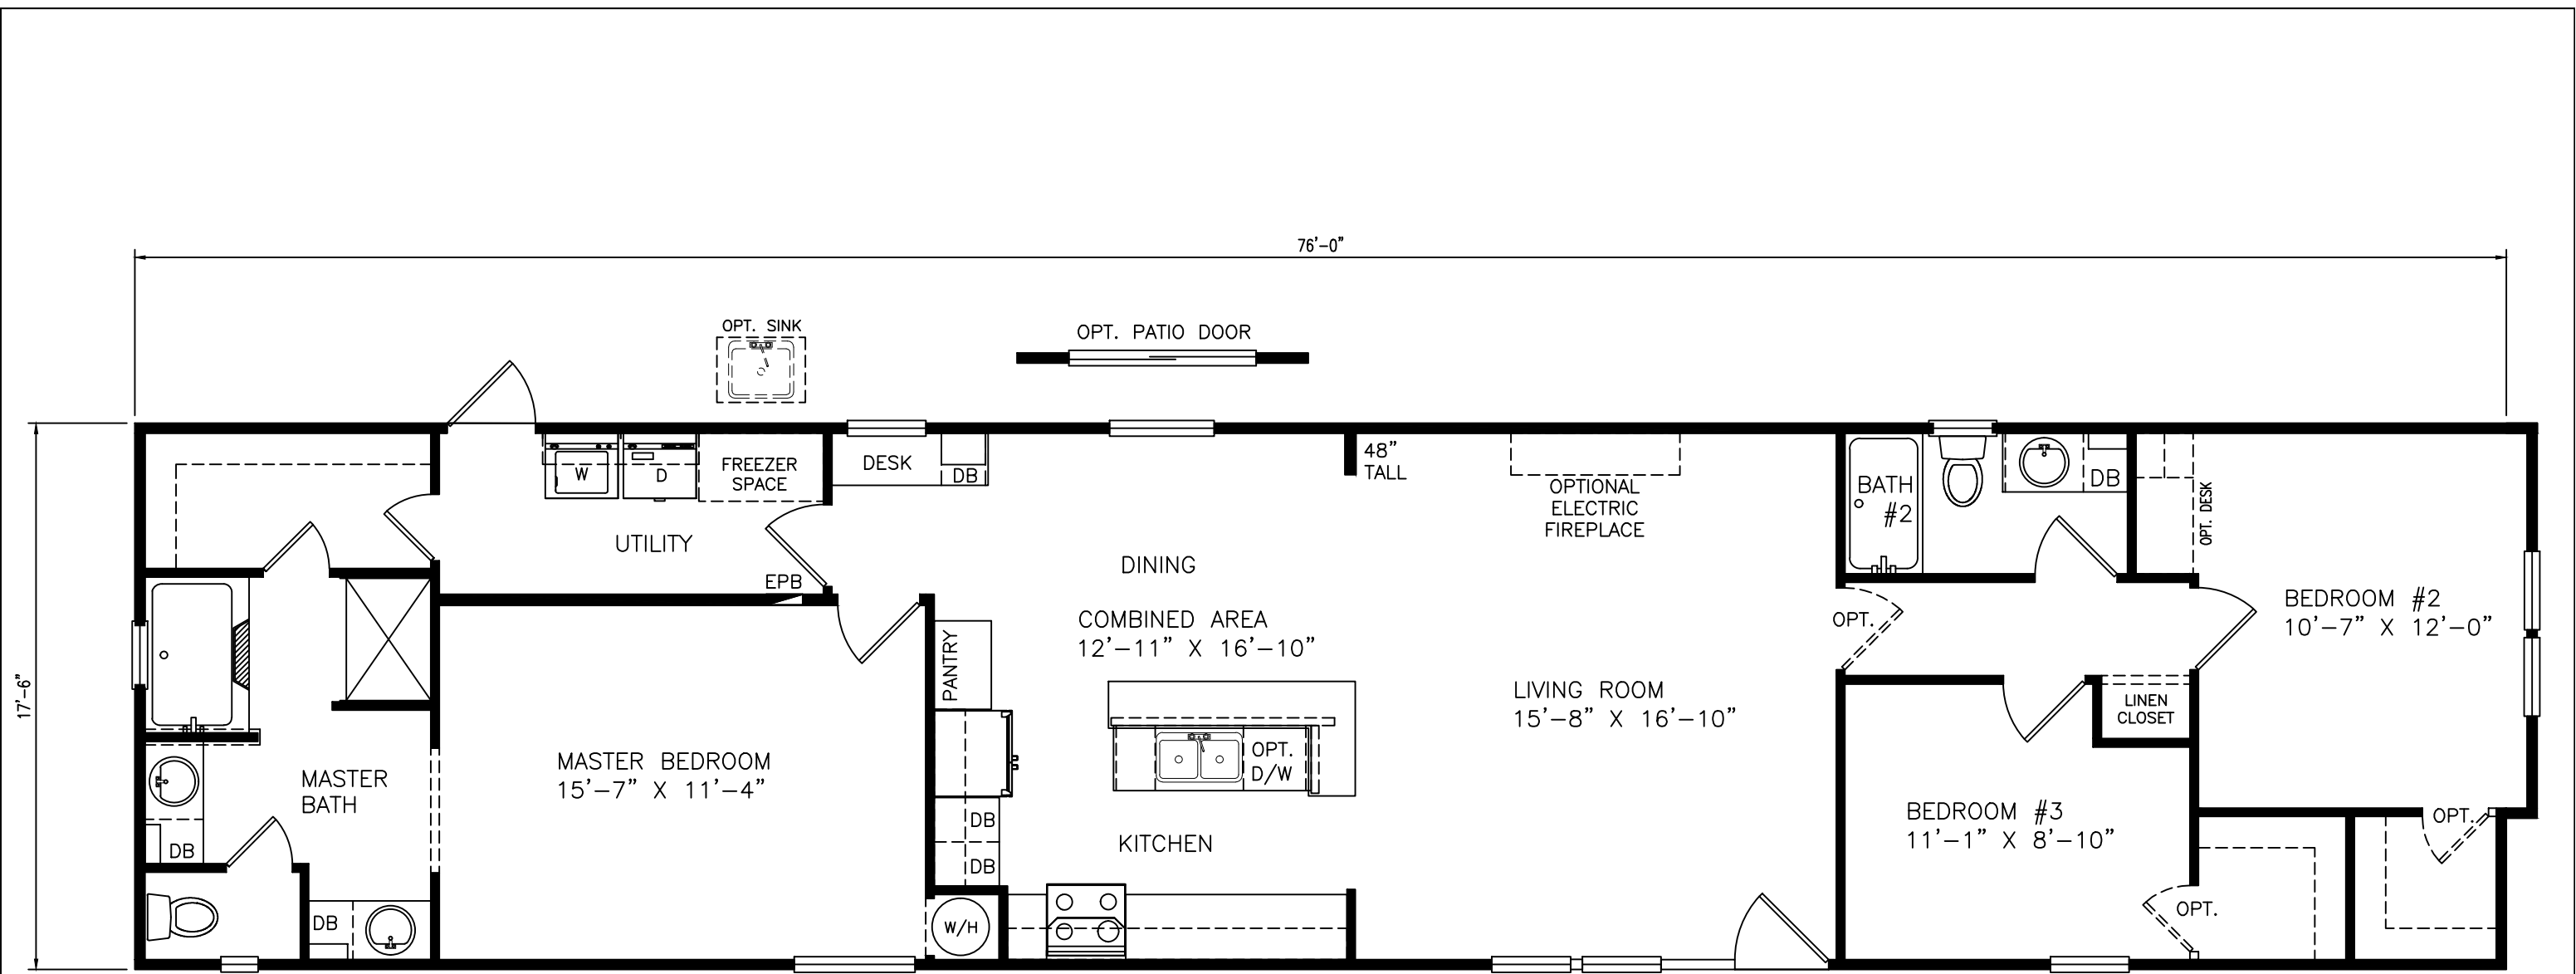 76'-0"
OPT. SINK
OPT. PATIO DOOR
17'-6"
W
D
FREEZER
SPACE
UTILITY
EPB
DESK
DB
48"
TALL
OPTIONAL
ELECTRIC
FIREPLACE
DINING
COMBINED AREA
12'-11" X 16'-10"
PANTRY
OPT.
D/W
DB
DB
KITCHEN
W/H
MASTER BEDROOM
15'-7" X 11'-4"
MASTER
BATH
DB
DB
LIVING ROOM
15'-8" X 16'-10"
BATH
#2
DB
OPT. DESK
OPT.
BEDROOM #2
10'-7" X 12'-0"
LINEN
CLOSET
BEDROOM #3
11'-1" X 8'-10"
OPT.
OPT.